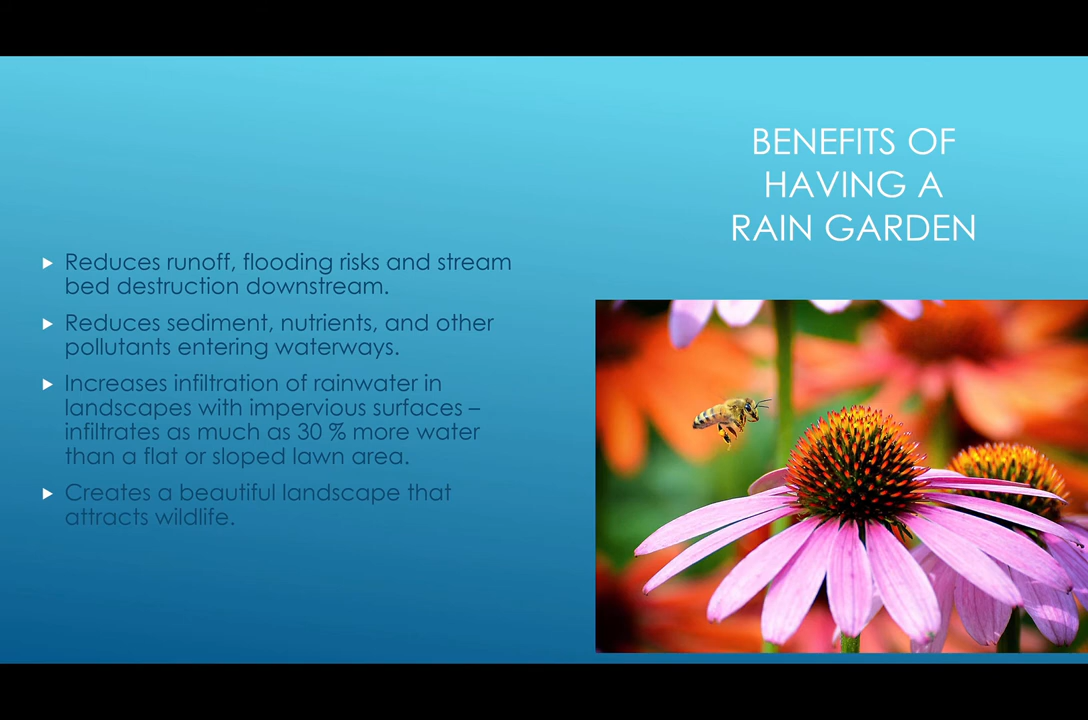 BENEFITS OF
HAVING A
RAIN GARDEN
Reduces runoff, flooding risks and stream
bed destruction downstream.
Reduces sediment, nutrients, and other
pollutants entering waterways.
Increases infiltration of rainwater in
landscapes with impervious surfaces –
infiltrates as much as 30 % more water
than a flat or sloped lawn area.
Creates a beautiful landscape that
attracts wildlife.